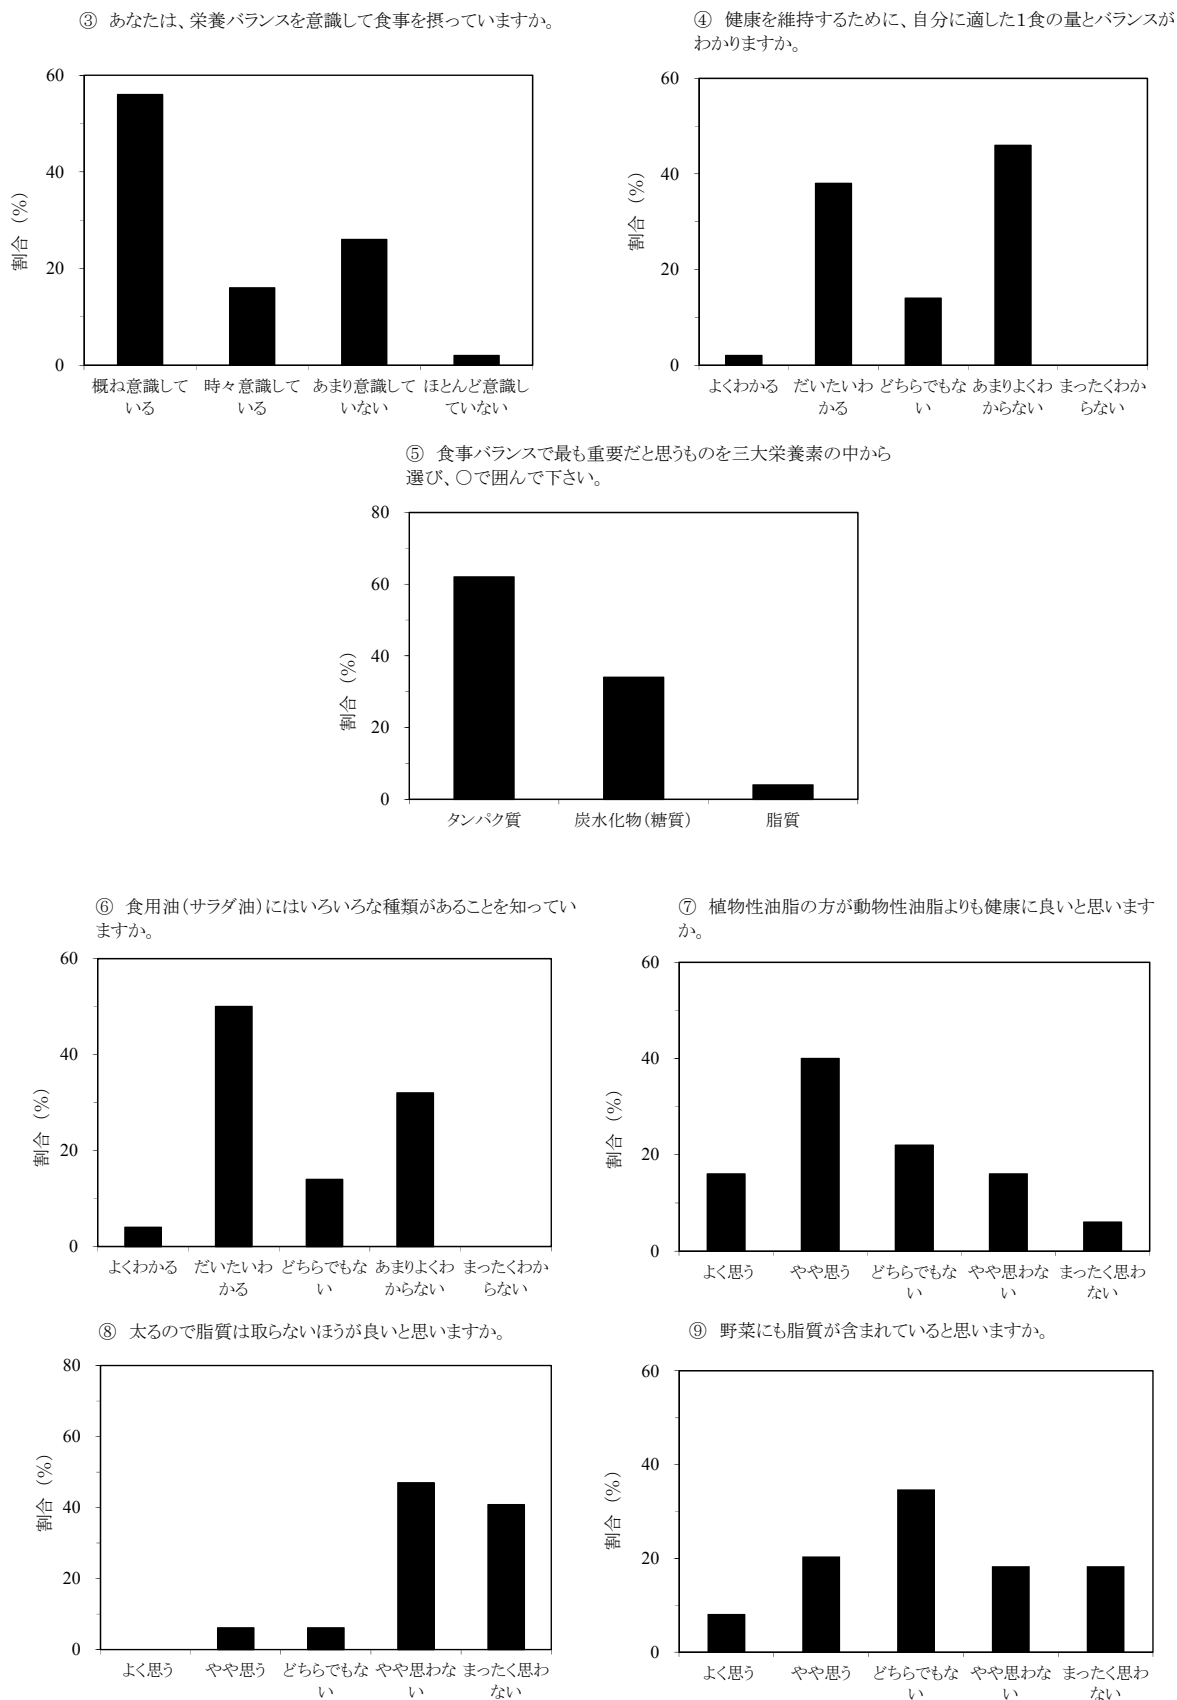 ③ あなたは、栄養バランスを意識して食事を摂っていますか。
60
40
20
0
割合 (%)
概ね意識して
いる
時々意識して
いる
あまり意識して
いない
ほとんど意識し
ていない
④ 健康を維持するために、自分に適した1食の量とバランスが
わかりますか。
60
40
20
0
割合 (%)
よくわかる
だいたいわ
かる
どちらでもな
い
あまりよくわ
からない
まったくわか
らない
⑤ 食事バランスで最も重要だと思うものを三大栄養素の中から
選び、○で囲んで下さい。
80
60
40
20
0
割合 (%)
タンパク質
炭水化物(糖質)
脂質
⑥ 食用油(サラダ油)にはいろいろな種類があることを知ってい
ますか。
60
40
20
0
割合 (%)
よくわかる
だいたいわ
かる
どちらでもな
い
あまりよくわ
からない
まったくわか
らない
⑦ 植物性油脂の方が動物性油脂よりも健康に良いと思います
か。
60
40
20
0
割合 (%)
よく思う
やや思う
どちらでもな
い
やや思わな
い
まったく思わ
ない
⑧ 太るので脂質は取らないほうが良いと思いますか。
80
60
40
20
0
割合 (%)
よく思う
やや思う
どちらでもな
い
やや思わな
い
まったく思わ
ない
⑨ 野菜にも脂質が含まれていると思いますか。
60
40
20
0
割合 (%)
よく思う
やや思う
どちらでもな
い
やや思わな
い
まったく思わ
ない